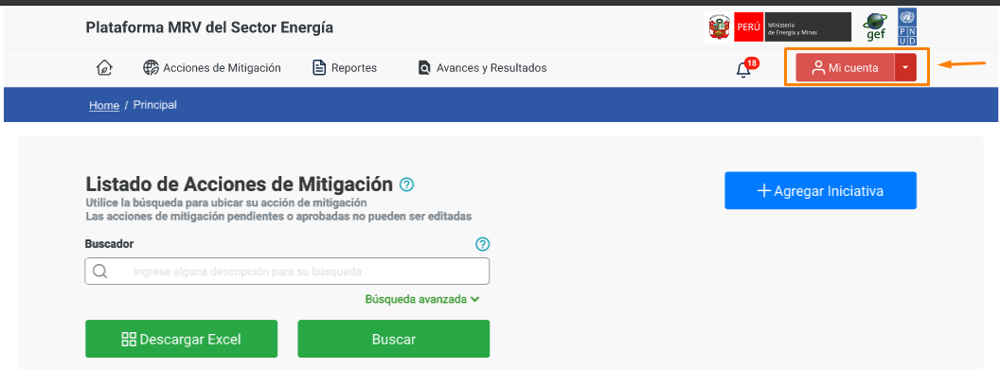 Plataforma MRV del Sector Energía
PERÚ Ministerio de Energía y Minas
gef
P N
U D
Acciones de Mitigación Reportes Avances y Resultados 18 Mi cuenta
Home / Principal
Listado de Acciones de Mitigación ?
Utilice la búsqueda para ubicar su acción de mitigación
Las acciones de mitigación pendientes o aprobadas no pueden ser editadas
+ Agregar Iniciativa
Buscador ?
Ingrese alguna descripción para su búsqueda
Búsqueda avanzada
Descargar Excel Buscar